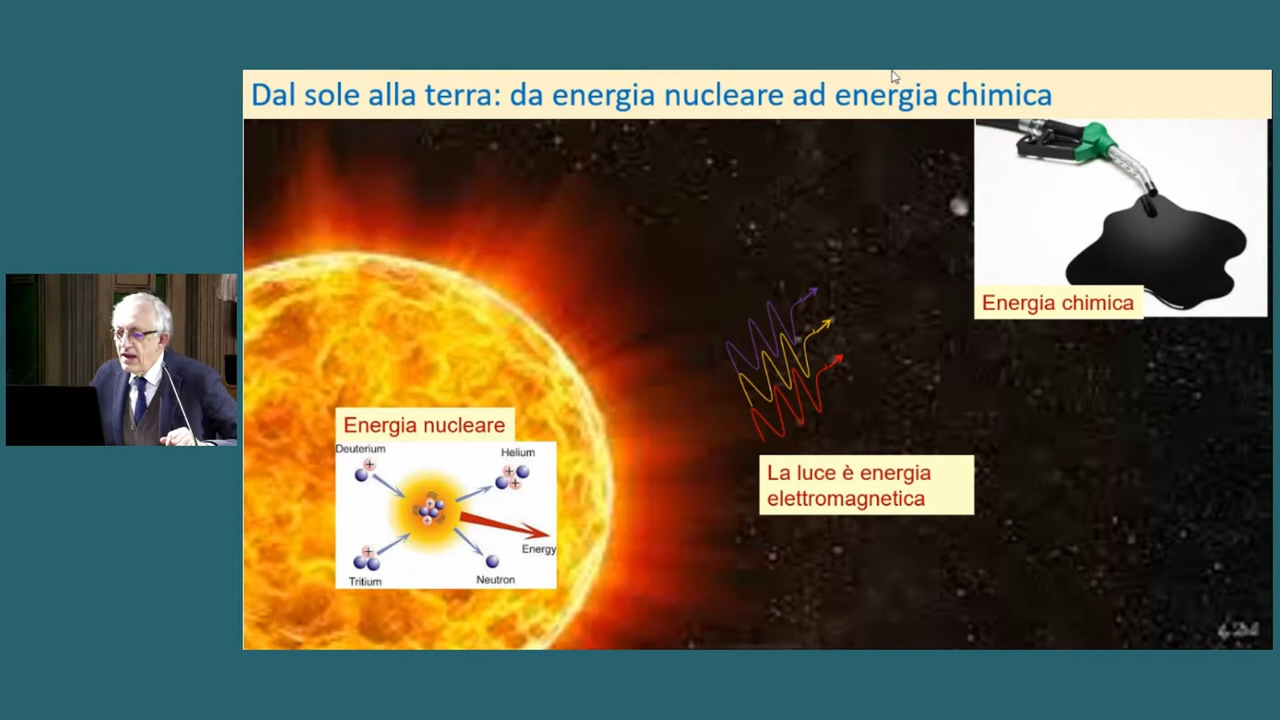 Dal sole alla terra: da energia nucleare ad energia chimica
Energia chimica
Energia nucleare
Deuterium
Helium
Energy
Tritium
Neutron
La luce è energia
elettromagnetica